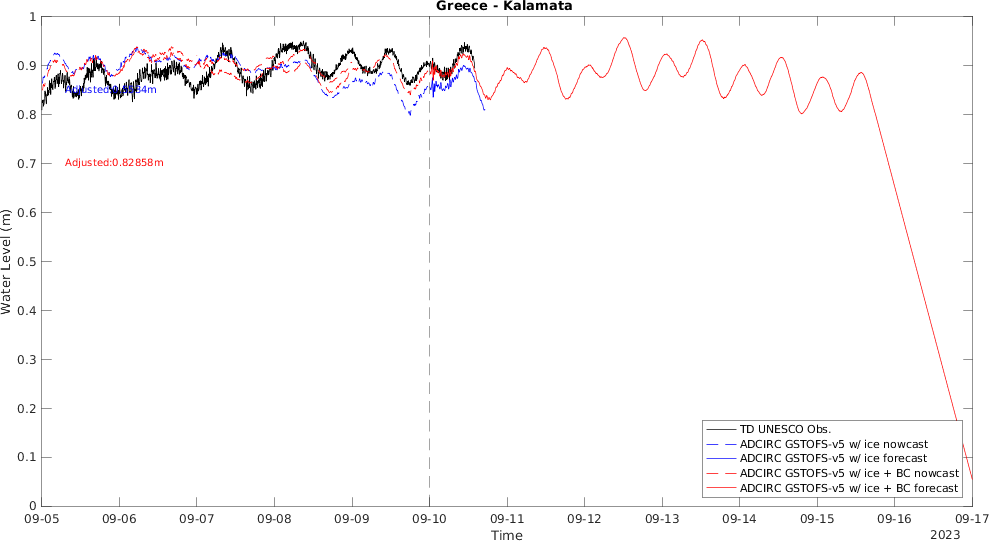 Greece - Kalamata
1
0.9
0.8
0.7
0.6
0.5
0.4
0.3
0.2
0.1
0
Water Level (m)
Adjusted:0.82858m
TD UNESCO Obs.
ADCIRC GSTOFS-v5 w/ ice nowcast
ADCIRC GSTOFS-v5 w/ ice forecast
ADCIRC GSTOFS-v5 w/ ice + BC nowcast
ADCIRC GSTOFS-v5 w/ ice + BC forecast
09-05 09-06 09-07 09-08 09-09 09-10 09-11 09-12 09-13 09-14 09-15 09-16 09-17
Time
2023